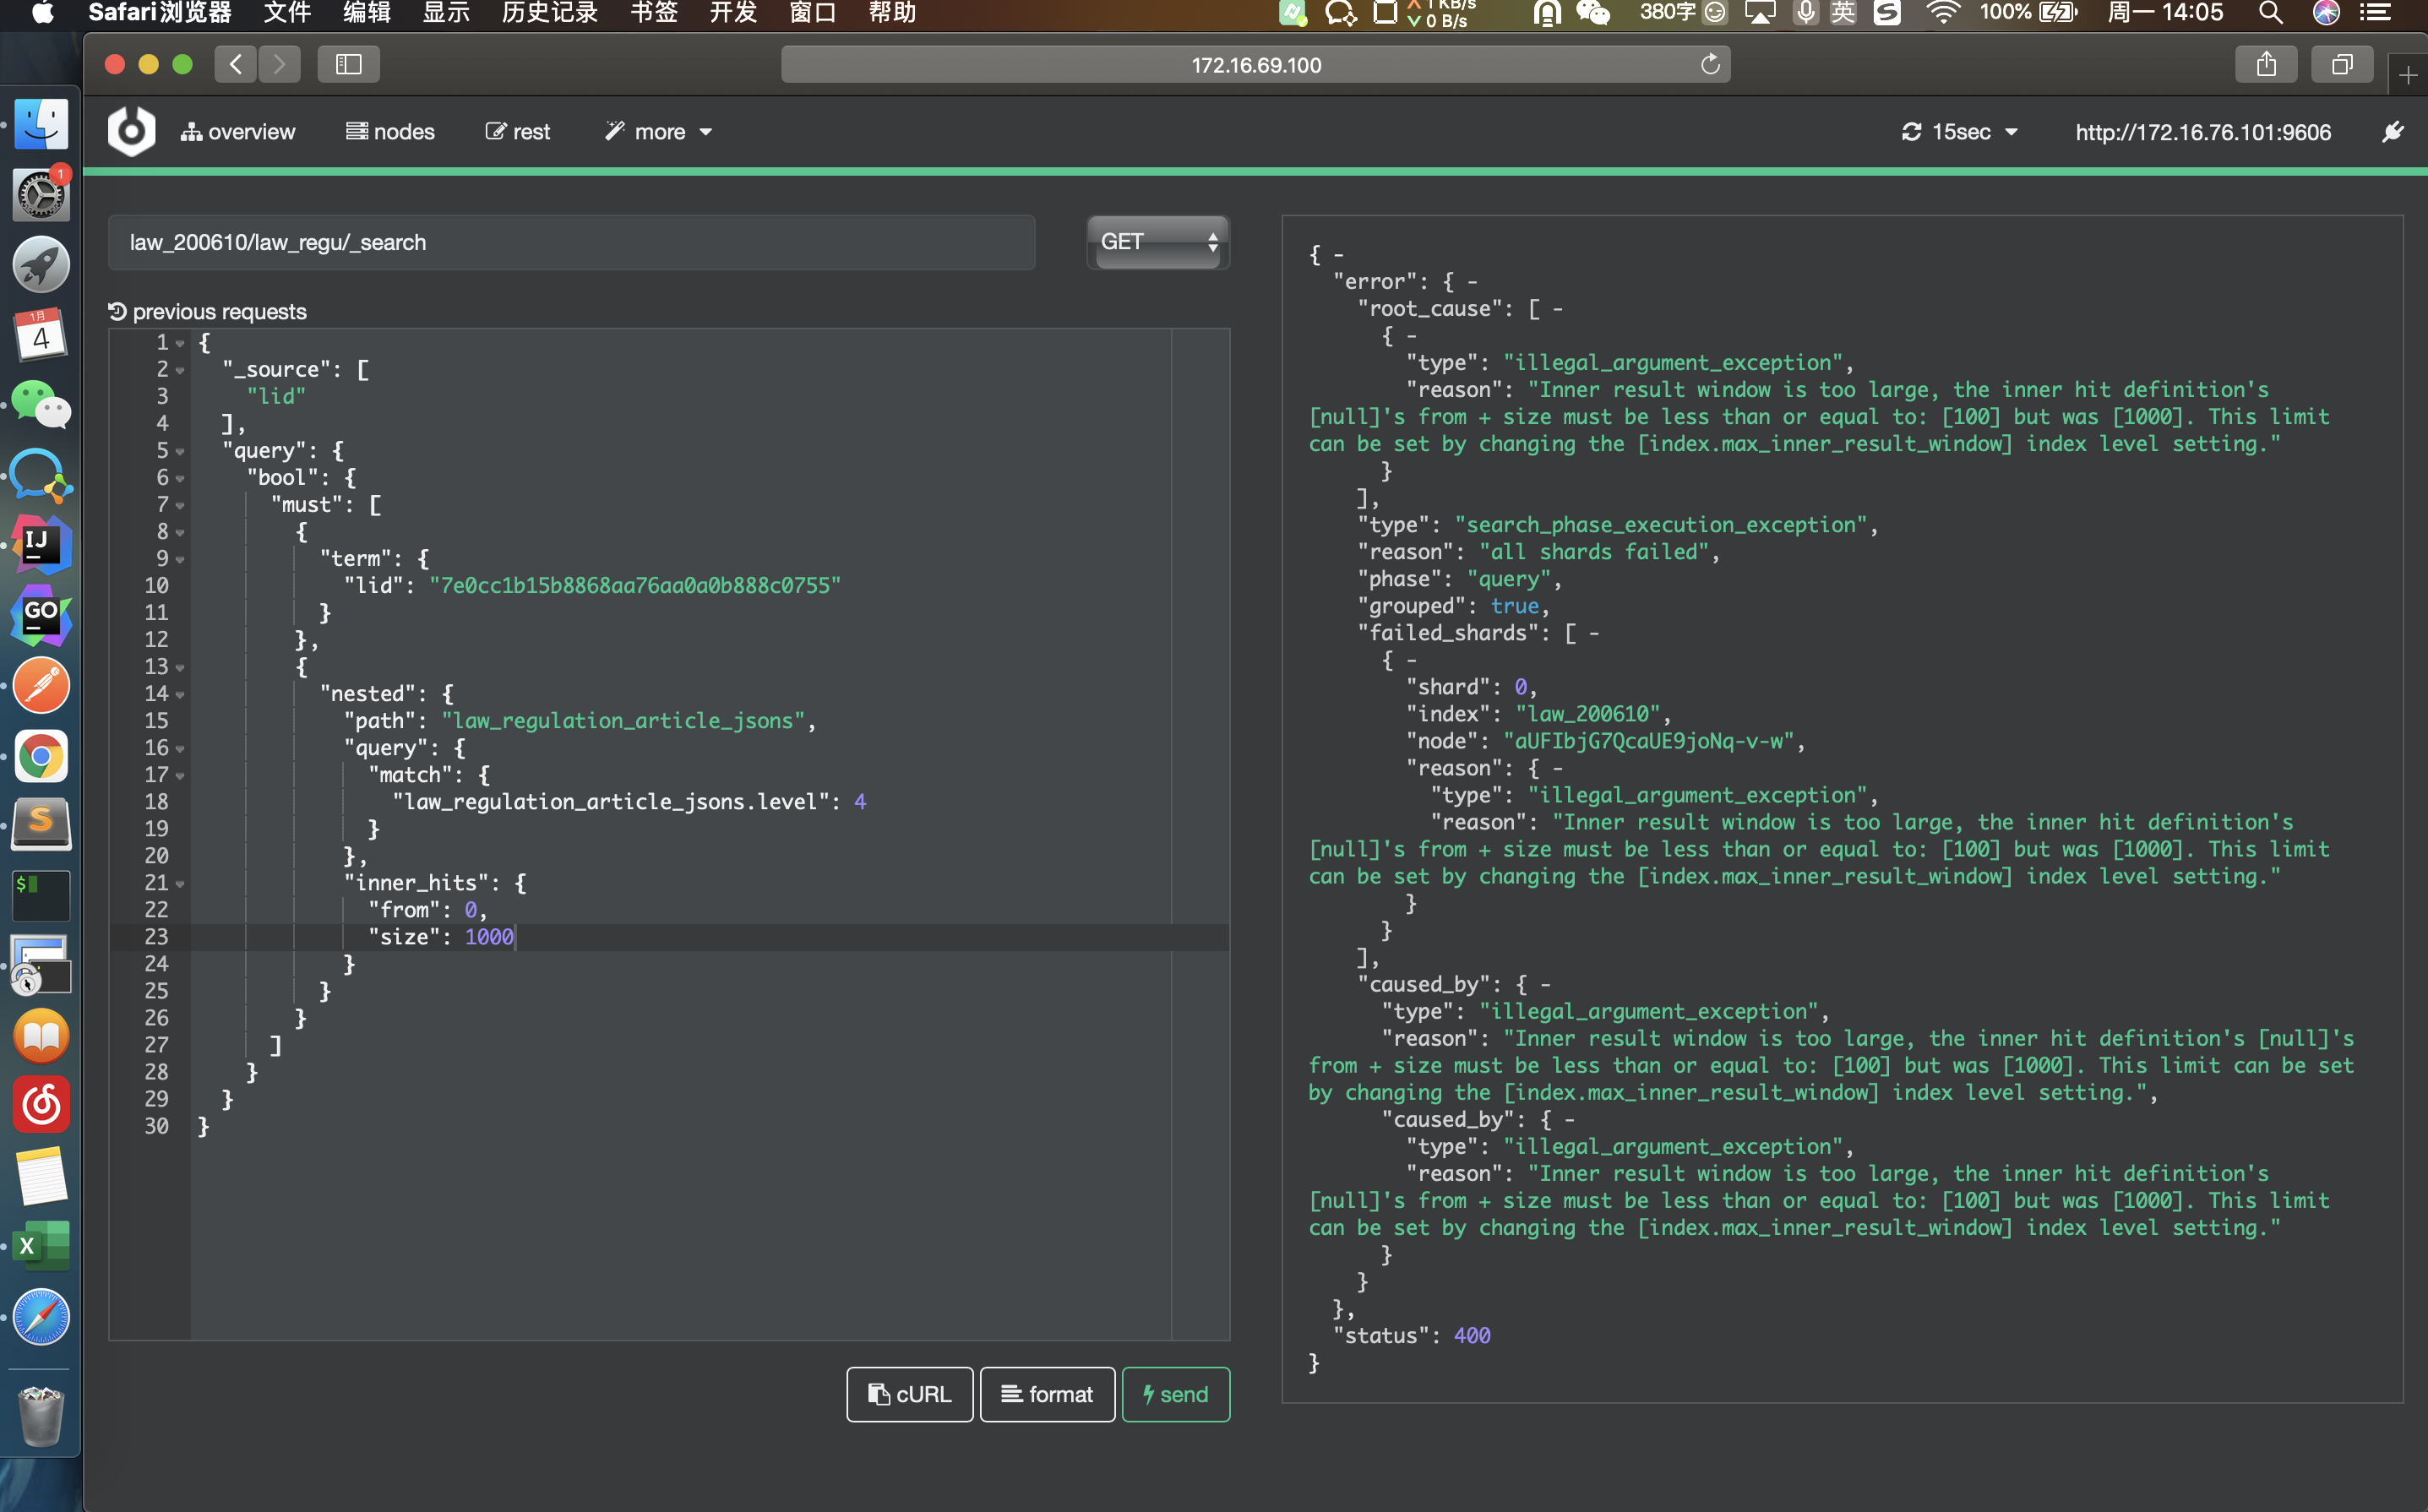 Safari浏览器 文件 编辑 显示 历史记录 书签 开发 窗口 帮助 1 KB/s 0 B/s 380字 英 100% 周一 14:05
172.16.69.100
overview nodes rest more 15sec http://172.16.76.101:9606
law_200610/law_regu/_search GET
previous requests
1 {
2 "_source": [
3 "lid"
4 ],
5 "query": {
6 "bool": {
7 "must": [
8 {
9 "term": {
10 "lid": "7e0cc1b15b8868aa76aa0a0b888c0755"
11 }
12 },
13 {
14 "nested": {
15 "path": "law_regulation_article_jsons",
16 "query": {
17 "match": {
18 "law_regulation_article_jsons.level": 4
19 }
20 },
21 "inner_hits": {
22 "from": 0,
23 "size": 1000
24 }
25 }
26 }
27 ]
28 }
29 }
30 }
cURL format send
{ -
"error": { -
"root_cause": [ -
{ -
"type": "illegal_argument_exception",
"reason": "Inner result window is too large, the inner hit definition's
[null]'s from + size must be less than or equal to: [100] but was [1000]. This limit
can be set by changing the [index.max_inner_result_window] index level setting."
}
],
"type": "search_phase_execution_exception",
"reason": "all shards failed",
"phase": "query",
"grouped": true,
"failed_shards": [ -
{ -
"shard": 0,
"index": "law_200610",
"node": "aUFIbjG7QcaUE9joNq-v-w",
"reason": { -
"type": "illegal_argument_exception",
"reason": "Inner result window is too large, the inner hit definition's
[null]'s from + size must be less than or equal to: [100] but was [1000]. This limit
can be set by changing the [index.max_inner_result_window] index level setting."
}
}
],
"caused_by": { -
"type": "illegal_argument_exception",
"reason": "Inner result window is too large, the inner hit definition's [null]'s
from + size must be less than or equal to: [100] but was [1000]. This limit can be set
by changing the [index.max_inner_result_window] index level setting.",
"caused_by": { -
"type": "illegal_argument_exception",
"reason": "Inner result window is too large, the inner hit definition's
[null]'s from + size must be less than or equal to: [100] but was [1000]. This limit
can be set by changing the [index.max_inner_result_window] index level setting."
}
}
},
"status": 400
}
1
1月
4
IJ
GO
S
$
X